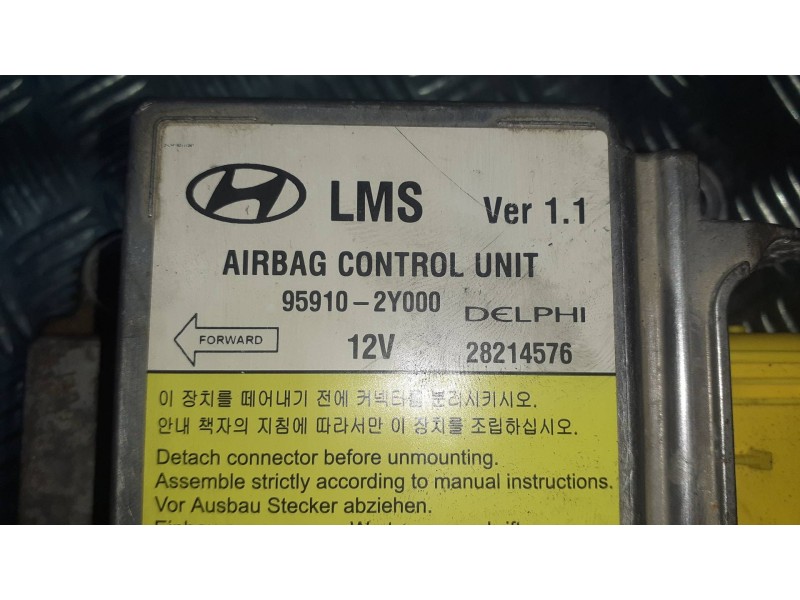 LMS Ver 1.1
AIRBAG CONTROL UNIT
95910-2Y000 DELPHI
FORWARD 12V 28214576
이 장치를 떼어내기 전에 커넥터를 분리시키시오.
안내 책자의 지침에 따라서만 이 장치를 조립하십시오.
Detach connector before unmounting.
Assemble strictly according to manual instructions.
Vor Ausbau Stecker abziehen.